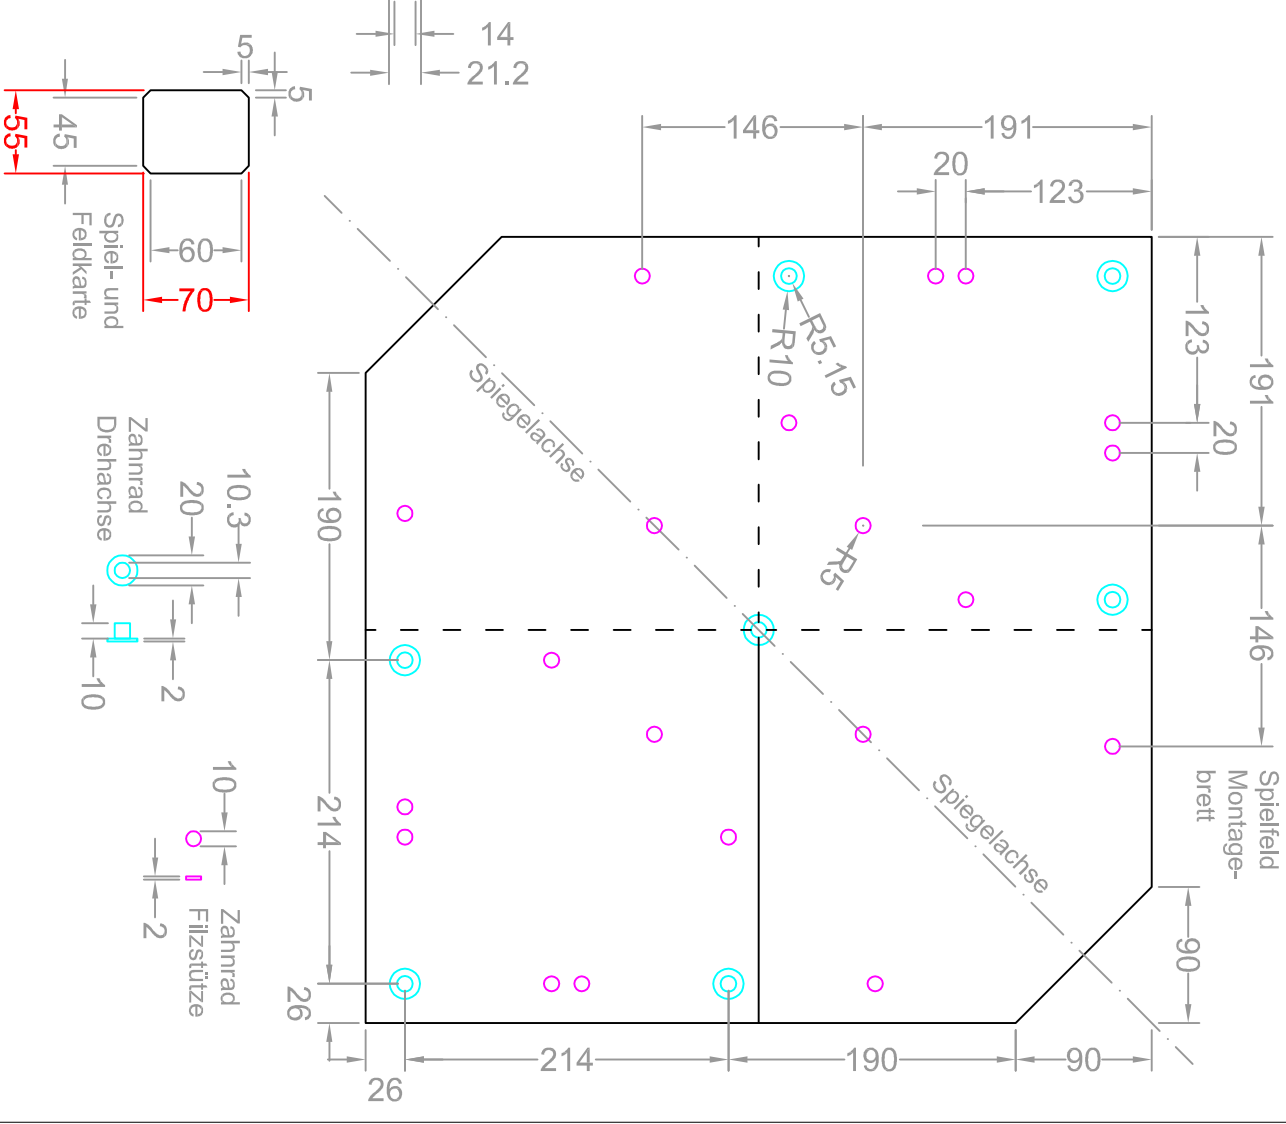 14
21.2
5
5
45
55
60
70
Spiel- und
Feldkarte
146
191
20
123
123
191
20
146
R5.15
R10
R5
Spiegelachse
Spiegelachse
190
214
26
26
214
190
90
90
Spielfeld
Montage-
brett
Zahnrad
Drehachse
10.3
20
10
2
10
2
Zahnrad
Filzstütze